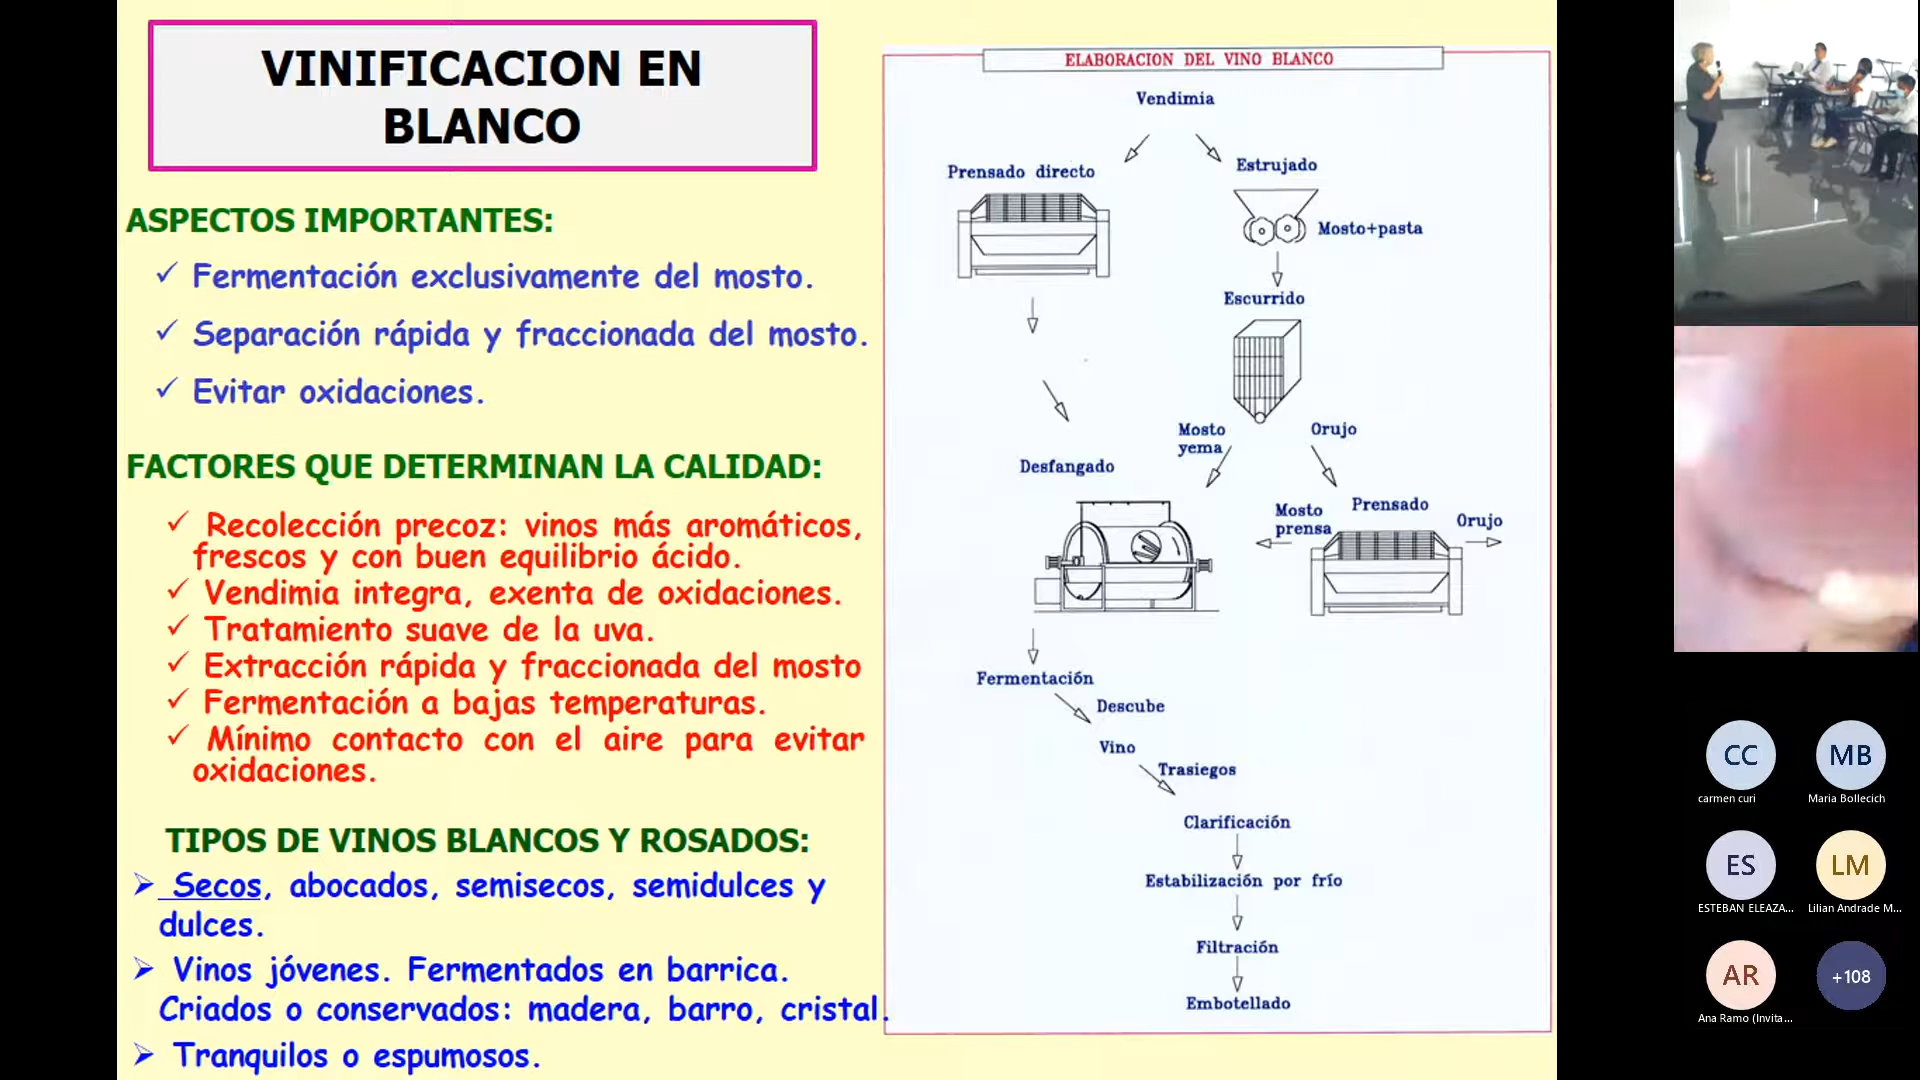 VINIFICACION EN
BLANCO
ASPECTOS IMPORTANTES:
✓ Fermentación exclusivamente del mosto.
✓ Separación rápida y fraccionada del mosto.
✓ Evitar oxidaciones.
FACTORES QUE DETERMINAN LA CALIDAD:
✓ Recolección precoz: vinos más aromáticos,
frescos y con buen equilibrio ácido.
✓ Vendimia integra, exenta de oxidaciones.
✓ Tratamiento suave de la uva.
✓ Extracción rápida y fraccionada del mosto
✓ Fermentación a bajas temperaturas.
✓ Mínimo contacto con el aire para evitar
oxidaciones.
TIPOS DE VINOS BLANCOS Y ROSADOS:
➢ Secos, abocados, semisecos, semidulces y
dulces.
➢ Vinos jóvenes. Fermentados en barrica.
Criados o conservados: madera, barro, cristal.
➢ Tranquilos o espumosos.
ELABORACION DEL VINO BLANCO
Vendimia
Prensado directo
Estrujado
Mosto+pasta
Escurrido
Mosto
yema
Orujo
Desfangado
Mosto
prensa
Prensado
Orujo
Fermentación
Descube
Vino
Trasiegos
Clarificación
Estabilización por frío
Filtración
Embotellado
CC
carmen curi
MB
Maria Bollecich
ES
ESTEBAN ELEAZA...
LM
Lilian Andrade M...
AR
Ana Ramo (Invita...
+108